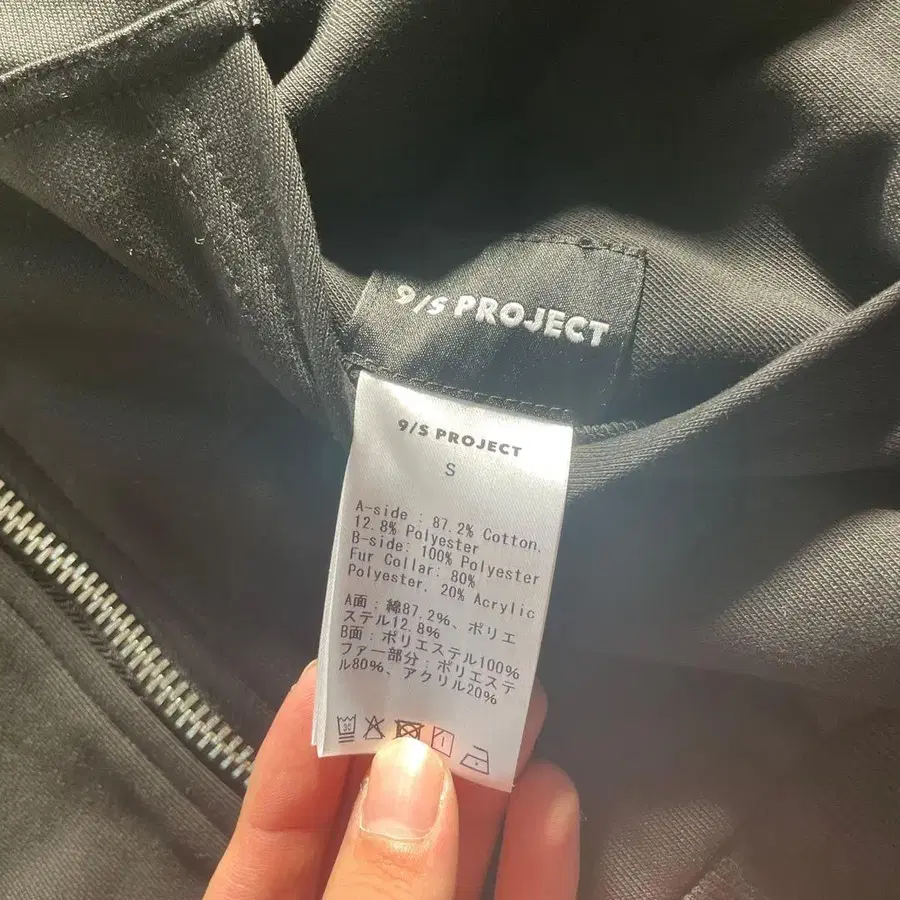 9/S PROJECT
9/S PROJECT
S
A-side : 87.2% Cotton,
12.8% Polyester
B-side: 100% Polyester
Fur Collar: 80%
Polyester, 20% Acrylic
A面：綿87.2%、ポリエ
ステル12.8%
B面：ポリエステル100%
ファー部分：ポリエステ
ル80%、アクリル20%
30